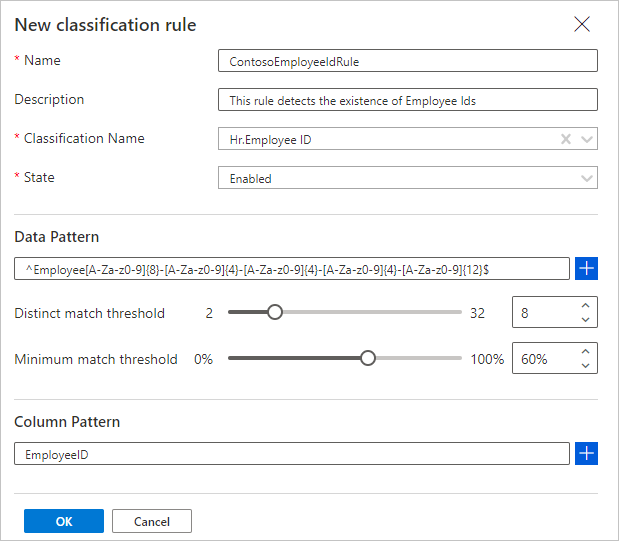 New classification rule
* Name ContosoEmployeeIdRule
Description This rule detects the existence of Employee Ids
* Classification Name Hr.Employee ID
* State Enabled
Data Pattern
^Employee[A-Za-z0-9]{8}-[A-Za-z0-9]{4}-[A-Za-z0-9]{4}-[A-Za-z0-9]{4}-[A-Za-z0-9]{12}$
Distinct match threshold 2 32 8
Minimum match threshold 0% 100% 60%
Column Pattern
EmployeeID
OK Cancel